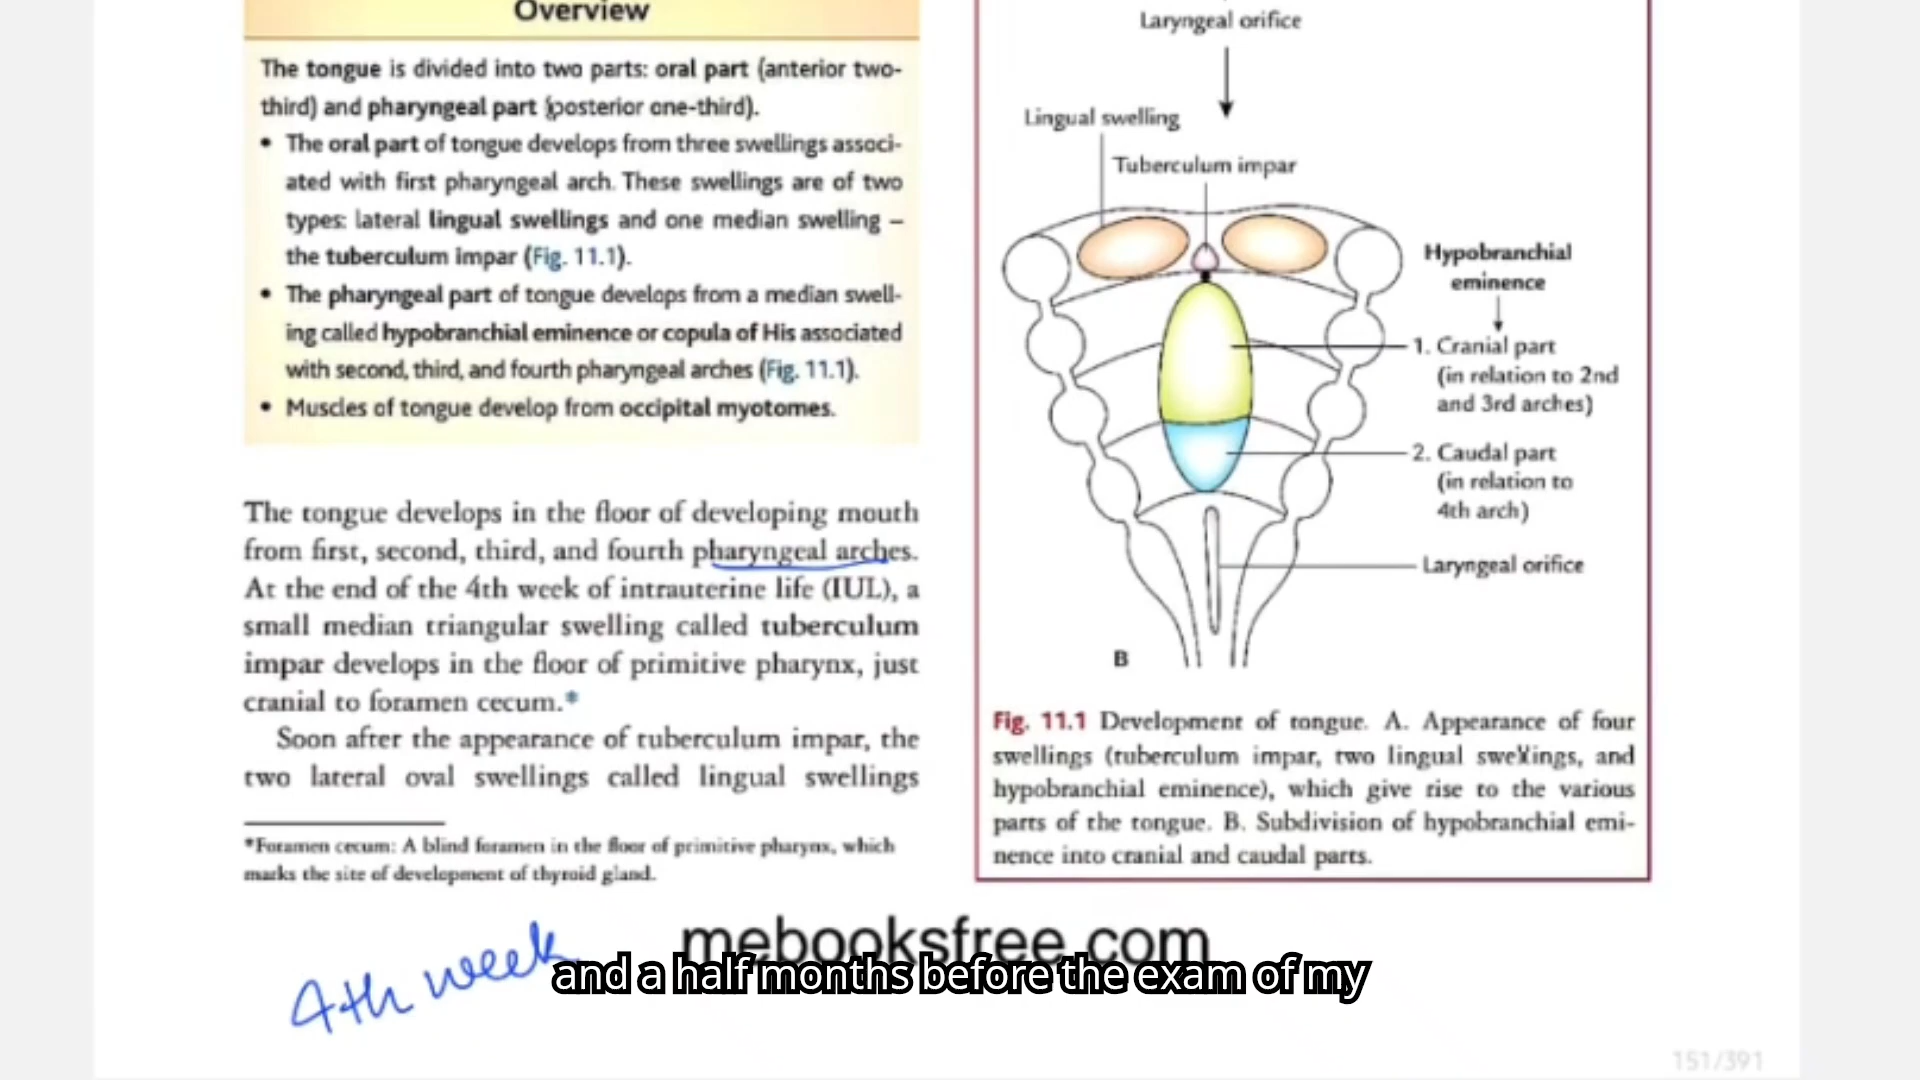 Overview
The tongue is divided into two parts: oral part (anterior two-
third) and pharyngeal part (posterior one-third).
• The oral part of tongue develops from three swellings associ-
ated with first pharyngeal arch. These swellings are of two
types: lateral lingual swellings and one median swelling –
the tuberculum impar (Fig. 11.1).
• The pharyngeal part of tongue develops from a median swell-
ing called hypobranchial eminence or copula of His associated
with second, third, and fourth pharyngeal arches (Fig. 11.1).
• Muscles of tongue develop from occipital myotomes.
The tongue develops in the floor of developing mouth
from first, second, third, and fourth pharyngeal arches.
At the end of the 4th week of intrauterine life (IUL), a
small median triangular swelling called tuberculum
impar develops in the floor of primitive pharynx, just
cranial to foramen cecum.*
Soon after the appearance of tuberculum impar, the
two lateral oval swellings called lingual swellings
*Foramen cecum: A blind foramen in the floor of primitive pharynx, which
marks the site of development of thyroid gland.
Laryngeal orifice
Lingual swelling
Tuberculum impar
Hypobranchial
eminence
1. Cranial part
(in relation to 2nd
and 3rd arches)
2. Caudal part
(in relation to
4th arch)
Laryngeal orifice
B
Fig. 11.1 Development of tongue. A. Appearance of four
swellings (tuberculum impar, two lingual swellings, and
hypobranchial eminence), which give rise to the various
parts of the tongue. B. Subdivision of hypobranchial emi-
nence into cranial and caudal parts.
4th week
mebooksfree.com
and a half months before the exam of my
151/391